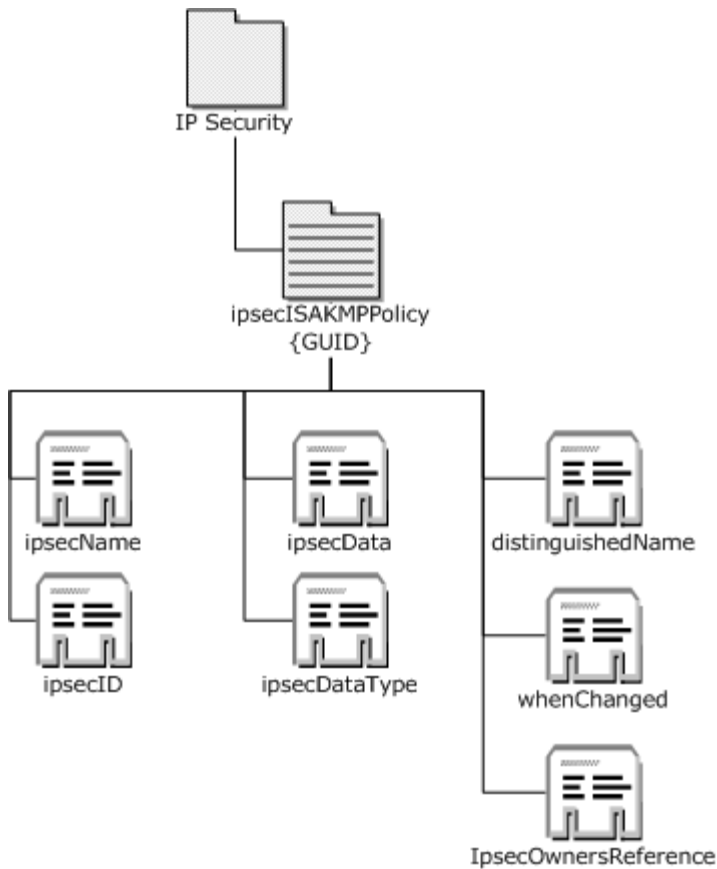 IP Security
ipsecISAKMPPolicy
{GUID}
ipsecName
ipsecData
distinguishedName
ipsecID
ipsecDataType
whenChanged
IpsecOwnersReference